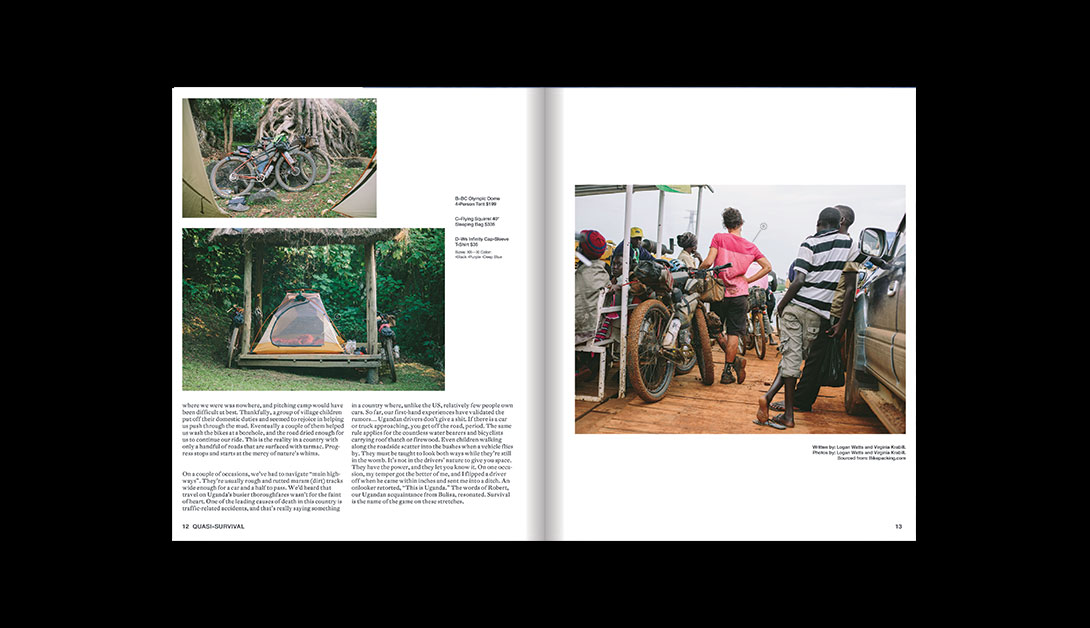 B–BC Olympic Dome
4-Person Tent $199
C–Flying Squirrel 40°
Sleeping Bag $335
T-Shirt $35
where we were was nowhere, and pitching camp would have
been difficult at best. Thankfully, a group of village children
put off their domestic duties and seemed to rejoice in helping
us push through the mud. Eventually a couple of them helped
us wash the bikes at a borehole, and the road dried enough for
us to continue our ride. This is the reality in a country with
only a handful of roads that are surfaced with tarmac. Prog-
ress stops and starts at the mercy of nature's whims.
On a couple of occasions, we've had to navigate “main high-
ways”. They're usually rough and rutted maram (dirt) tracks
wide enough for a car and a half to pass. We'd heard that
travel on Uganda's busier thoroughfares wasn't for the faint
of heart. One of the leading causes of death in this country is
traffic-related accidents, and that's really saying something
in a country where, unlike the US, relatively few people own
cars. So far, our first-hand experiences have validated the
rumors... Ugandan drivers don't give a shit. If there is a car
or truck approaching, you get off the road, period. The same
rule applies for the countless water bearers and bicyclists
carrying roof thatch or firewood. Even children walking
along the roadside scatter into the bushes when a vehicle flies
by. They must be taught to look both ways while they're still
in the womb. It's not in the drivers' nature to give you space.
They have the power, and they let you know it. On one occa-
sion, my temper got the better of me, and I flipped a driver
off when he came within inches and sent me into a ditch. An
onlooker retorted, “This is Uganda.” The words of Robert,
our Ugandan acquaintance from Bulisa, resonated. Survival
is the name of the game on these stretches.
12 QUASI–SURVIVAL
Written by: Logan Watts and Virginia Krabill.
Photos by: Logan Watts and Virginia Krabill.
Sourced from: Bikepacking.com
13